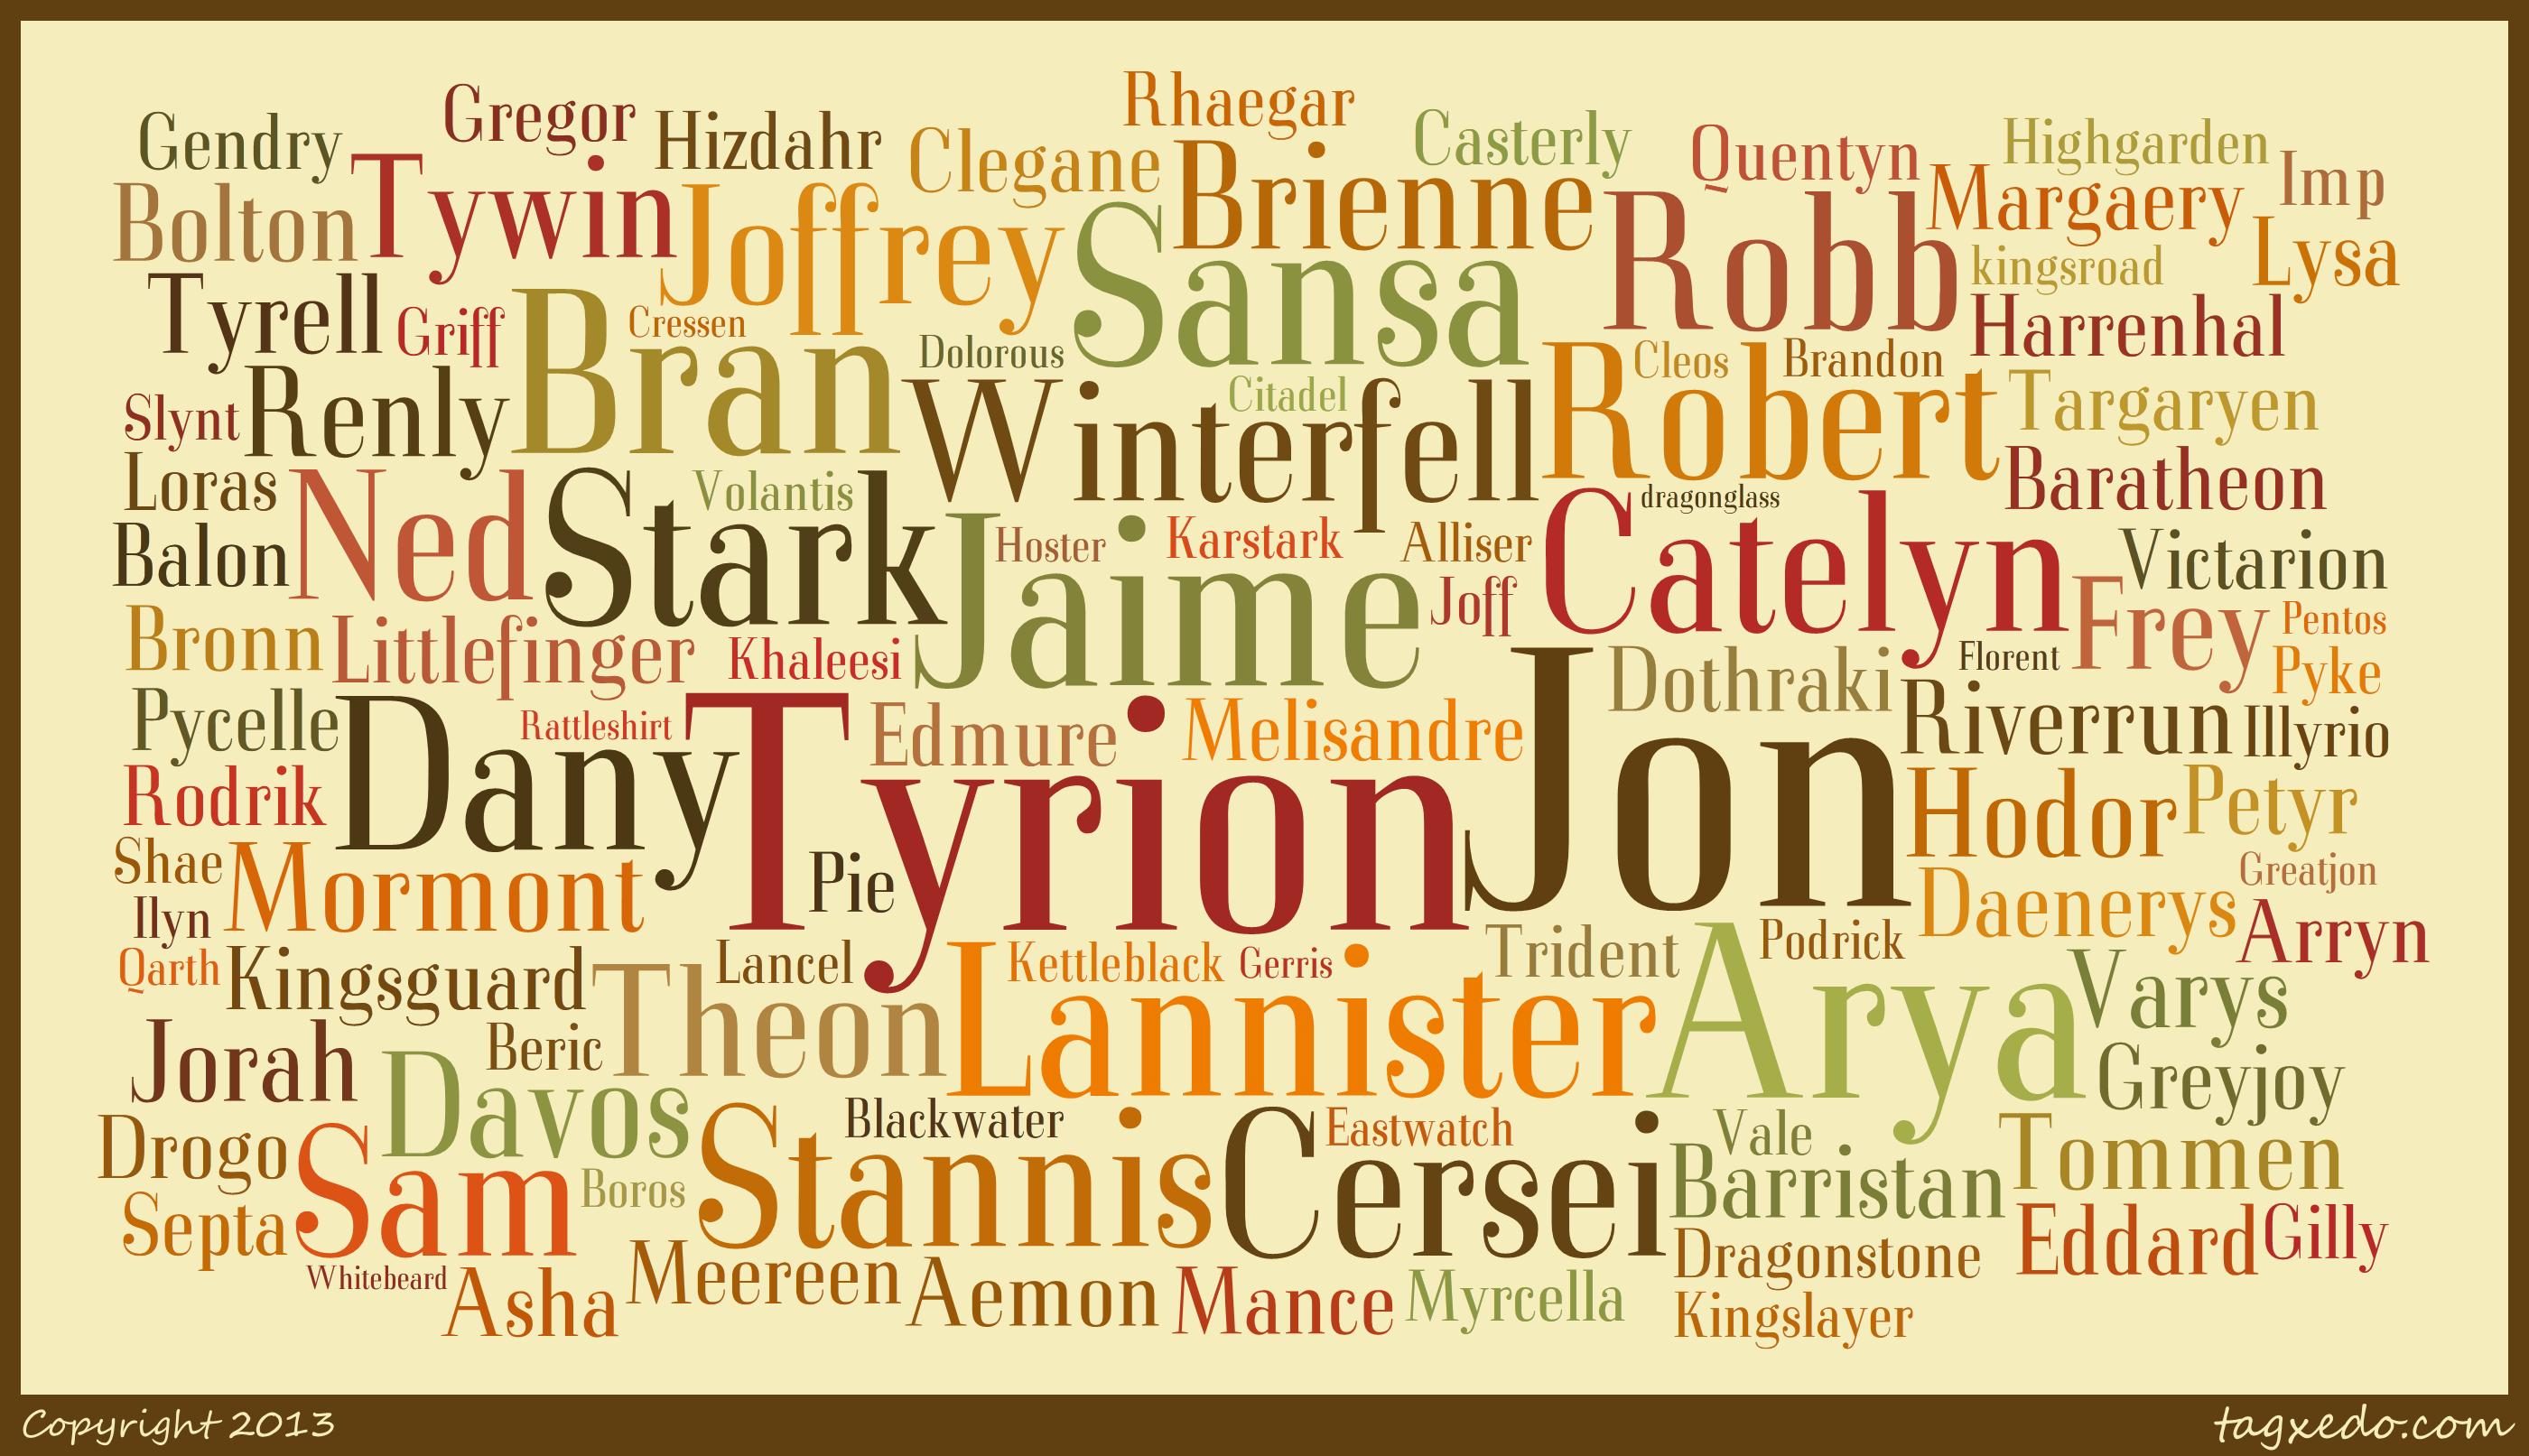 Rhaegar
Gregor
Gendry
Hizdahr
Clegane
Casterly
Quentyn
Highgarden
Imp
Bolton
Tywin
Joffrey
Brienne
Sansa
Robb
Margaery
kingsroad
Lysa
Tyrell
Griff
Bran
Cressen
Dolorous
Harrenhal
Slynt
Renly
Winterfell
Citadel
Robert
Cleos
Brandon
Targaryen
Loras
Ned
Stark
Volantis
dragonglass
Baratheon
Balon
Jaime
Hoster
Karstark
Alliser
Joff
Catelyn
Victarion
Bronn
Littlefinger
Khaleesi
Frey
Pentos
Florent
Pyke
Pycelle
Dany
Rattleshirt
Tyrion
Edmure
Melisandre
Jon
Dothraki
Riverrun
Illyrio
Rodrik
Hodor
Petyr
Shae
Mormont
Pie
Daenerys
Greatjon
Ilyn
Arryn
Qarth
Kingsguard
Theon
Lancel
Lannister
Kettleblack
Gerris
Trident
Podrick
Arya
Varys
Jorah
Beric
Greyjoy
Davos
Drogo
Sam
Boros
Stannis
Blackwater
Cersei
Eastwatch
Vale
Barristan
Tommen
Septa
Whitebeard
Asha
Meereen
Aemon
Mance
Myrcella
Dragonstone
Kingslayer
Eddard
Gilly
Copyright 2013
tagxedo.com